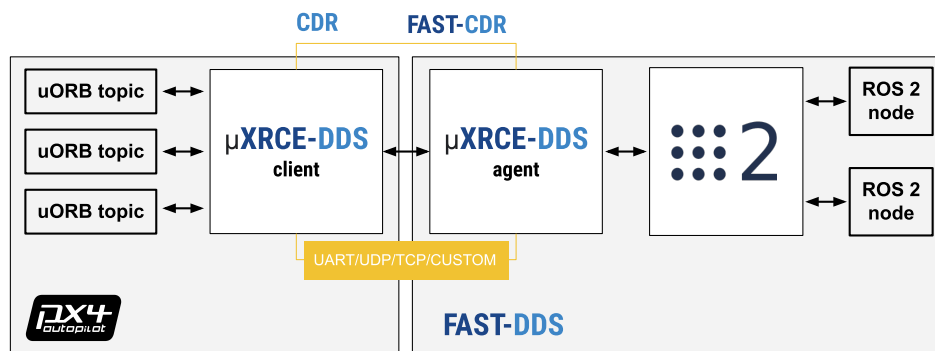 CDR
FAST-CDR
uORB topic
uORB topic
uORB topic
μXRCE-DDS
client
μXRCE-DDS
agent
2
ROS 2
node
ROS 2
node
UART/UDP/TCP/CUSTOM
px4
autopilot
FAST-DDS